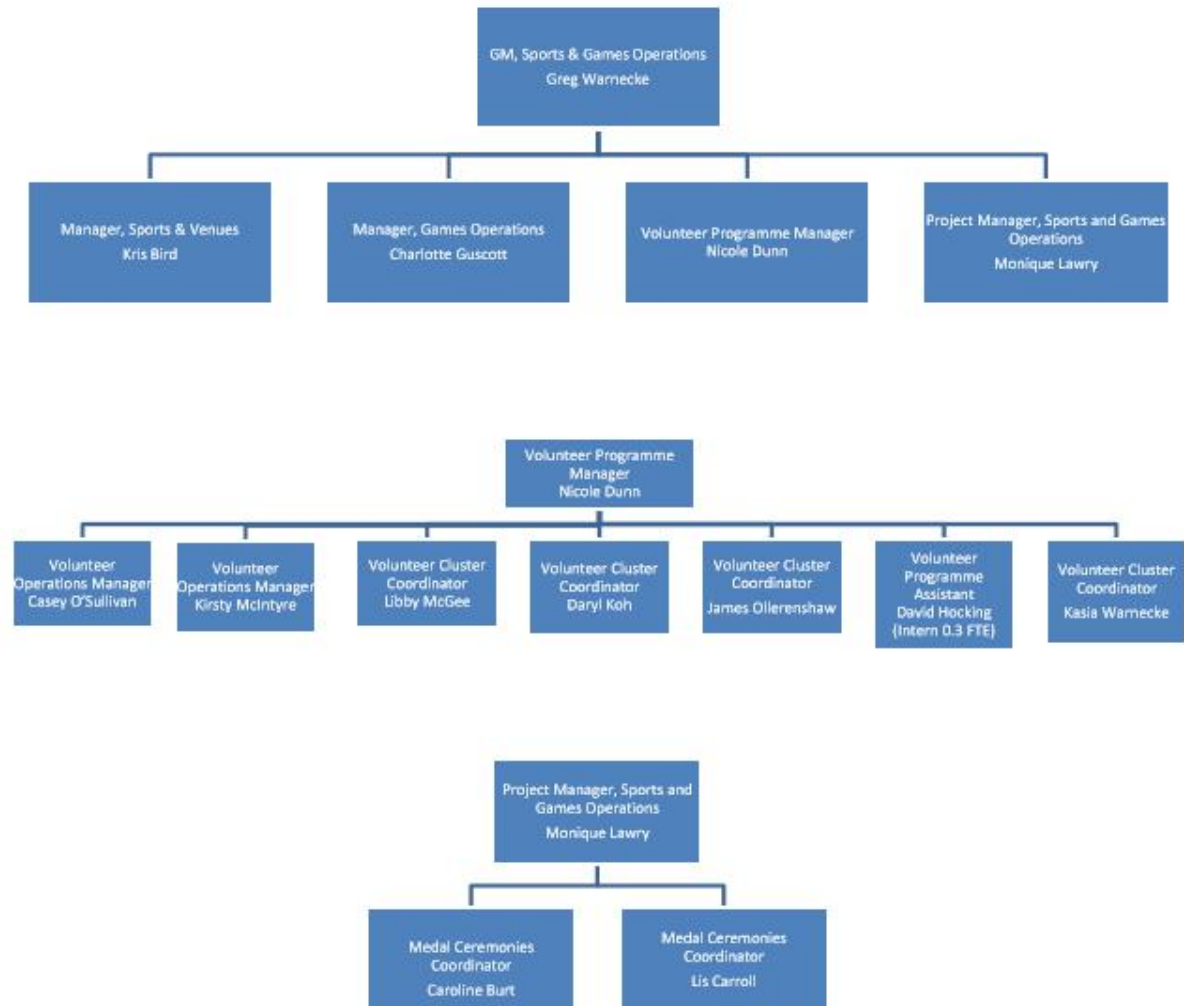 GM, Sports & Games Operations
Greg Warnecke
Manager, Sports & Venues
Kris Bird
Manager, Games Operations
Charlotte Guscott
Volunteer Programme Manager
Nicole Dunn
Project Manager, Sports and Games
Operations
Monique Lawry
Volunteer Programme
Manager
Nicole Dunn
Volunteer
Operations Manager
Casey O'Sullivan
Volunteer
Operations Manager
Kirsty McIntyre
Volunteer Cluster
Coordinator
Libby McGee
Volunteer Cluster
Coordinator
Daryl Koh
Volunteer Cluster
Coordinator
James Ollerenshaw
Volunteer
Programme
Assistant
David Hocking
(Intern 0.3 FTE)
Volunteer Cluster
Coordinator
Kasia Warnecke
Project Manager, Sports and
Games Operations
Monique Lawry
Medal Ceremonies
Coordinator
Caroline Burt
Medal Ceremonies
Coordinator
Lis Carroll